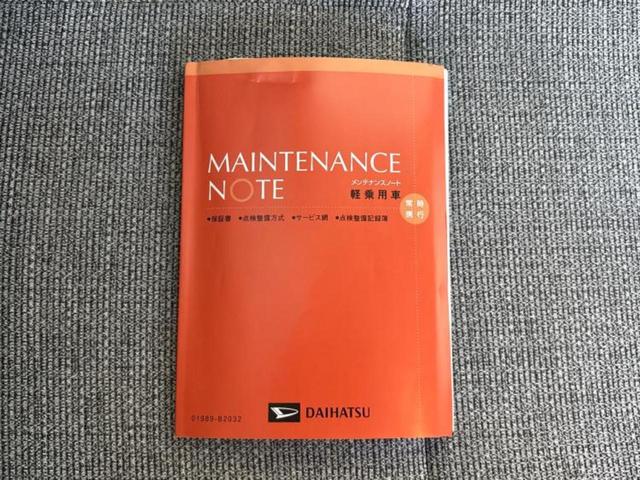 MAINTENANCE
NOTE
メンテナンスノート
軽乗用車
常時
携行
●保証書 ●点検整備方式 ●サービス網 ●点検整備記録簿
01989-B2032
DAIHATSU